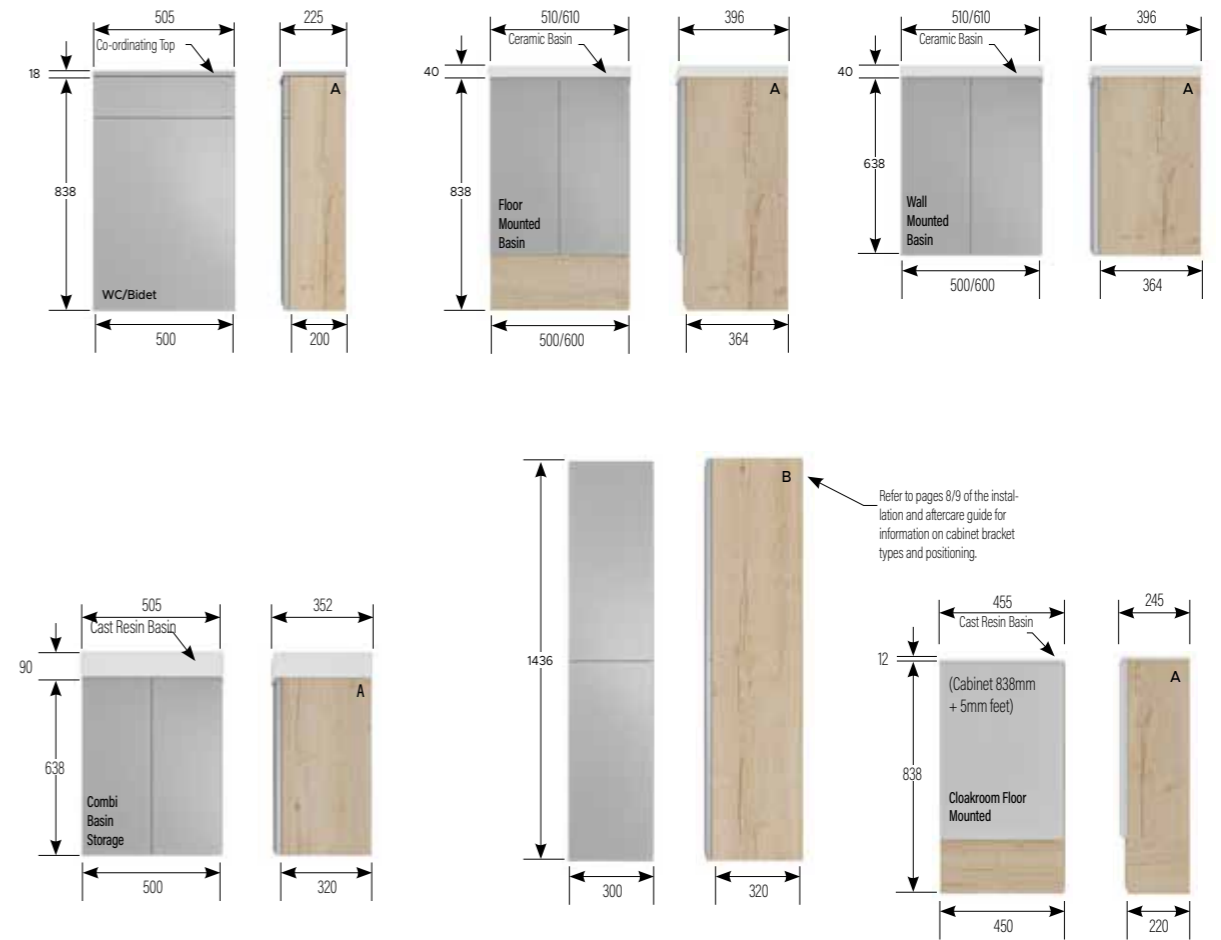 505
225
Co-ordinating Top
18
A
838
WC/Bidet
500
200
510/610
396
Ceramic Basin
40
A
838
Floor
Mounted
Basin
500/600
364
510/610
396
Ceramic Basin
40
A
638
Wall
Mounted
Basin
500/600
364
505
352
Cast Resin Basin
90
A
638
Combi
Basin
Storage
500
320
B
1436
300
320
Refer to pages 8/9 of the instal-
lation and aftercare guide for
information on cabinet bracket
types and positioning.
455
245
Cast Resin Basin
12
A
(Cabinet 838mm
+ 5mm feet)
838
Cloakroom Floor
Mounted
450
220